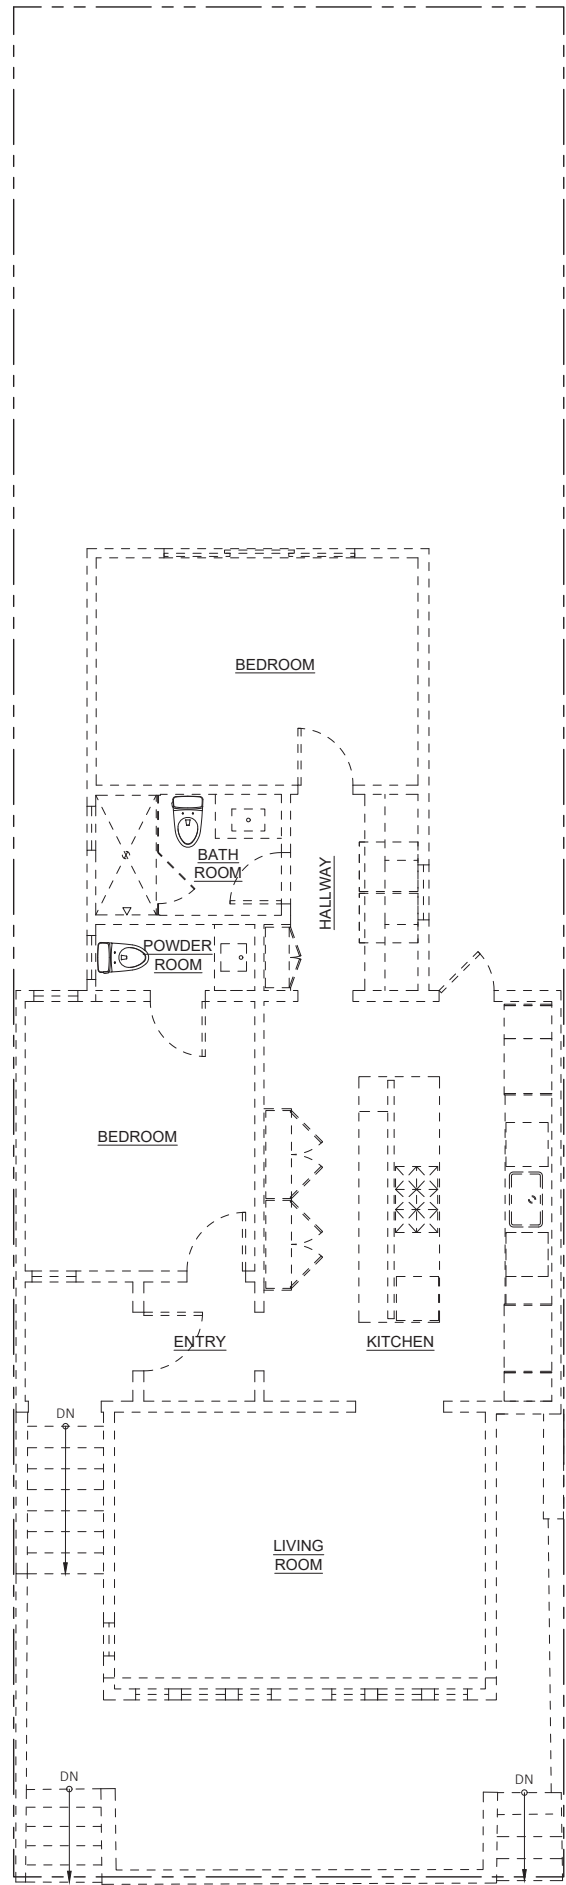 BEDROOM
BATH
ROOM
HALLWAY
POWDER
ROOM
BEDROOM
ENTRY
KITCHEN
DN
LIVING
ROOM
DN
DN